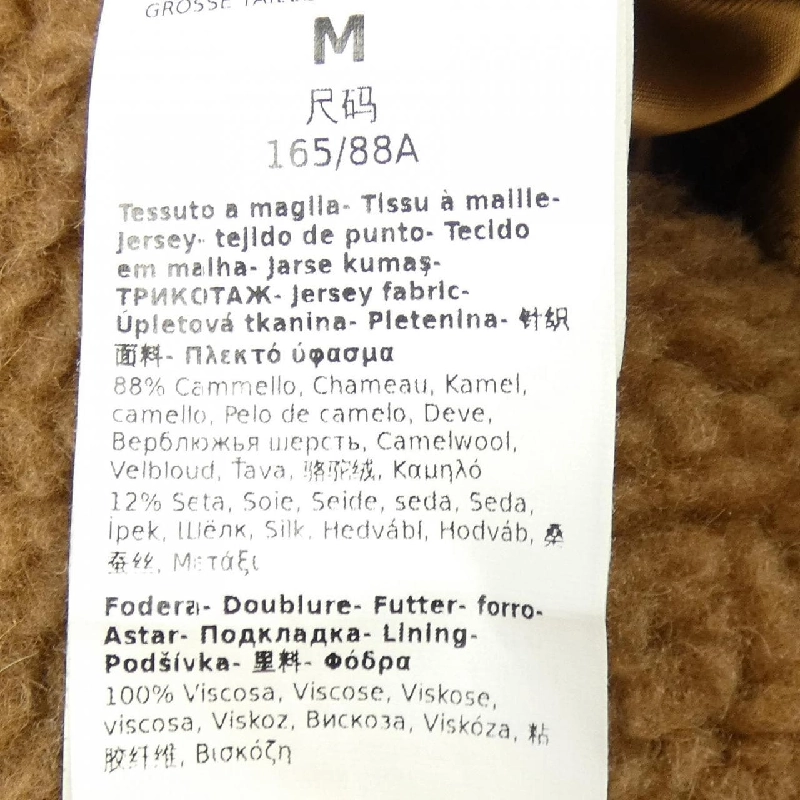 GROSSE
M
尺码
165/88A
Tessuto a maglia- Tissu à maille-
Jersey- tejido de punto- Tecido
em malha- Jarse kumaş-
ТРИКОТАЖ- Jersey fabric-
Úpletová tkanina- Pletenina- 针织
面料- Πλεκτό ύφασμα
88% Cammello, Chameau, Kamel,
camello, Pelo de camelo, Deve,
Верблюжья шерсть, Camelwool,
Velbloud, Ťava, 骆驼绒, Καμηλό
12% Seta, Soie, Seide, seda, Seda,
İpek, Шёлк, Silk, Hedvábí, Hodváb, 桑
蚕丝, Μετάξι
Fodera- Doublure- Futter- forro-
Astar- Подкладка- Lining-
Podšívka- 里料- Φόδρα
100% Viscosa, Viscose, Viskose,
viscosa, Viskoz, Вискоза, Viskóza, 粘
胶纤维, Βισκόζη